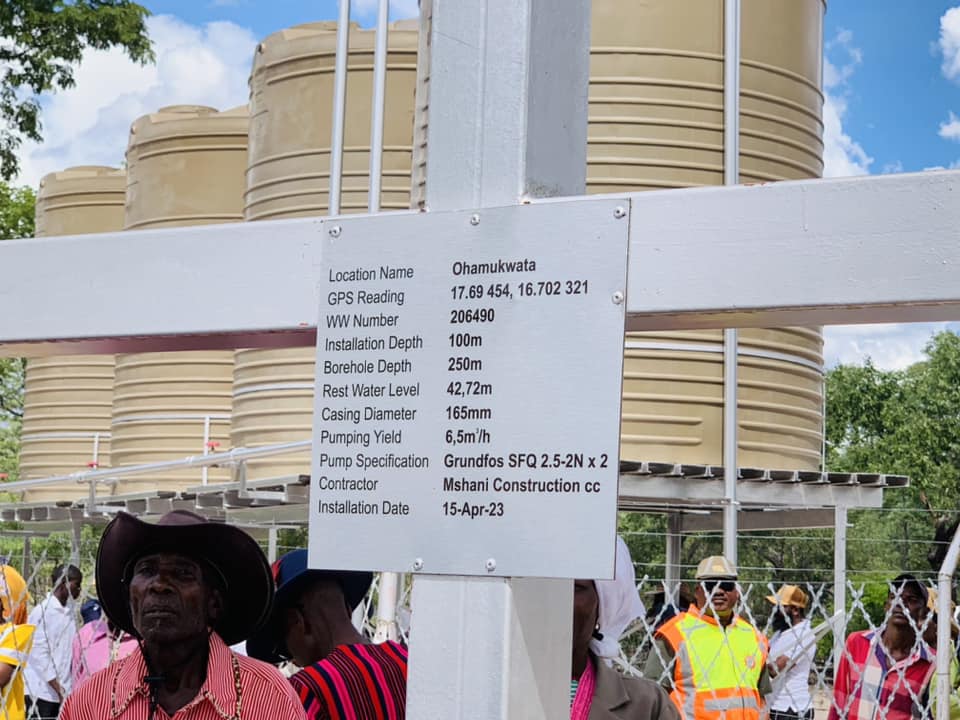 Location Name Ohamukwata
GPS Reading 17.69 454, 16.702 321
WW Number 206490
Installation Depth 100m
Borehole Depth 250m
Rest Water Level 42,72m
Casing Diameter 165mm
Pumping Yield 6,5m³/h
Pump Specification Grundfos SFQ 2.5-2N x 2
Contractor Mshani Construction cc
Installation Date 15-Apr-23